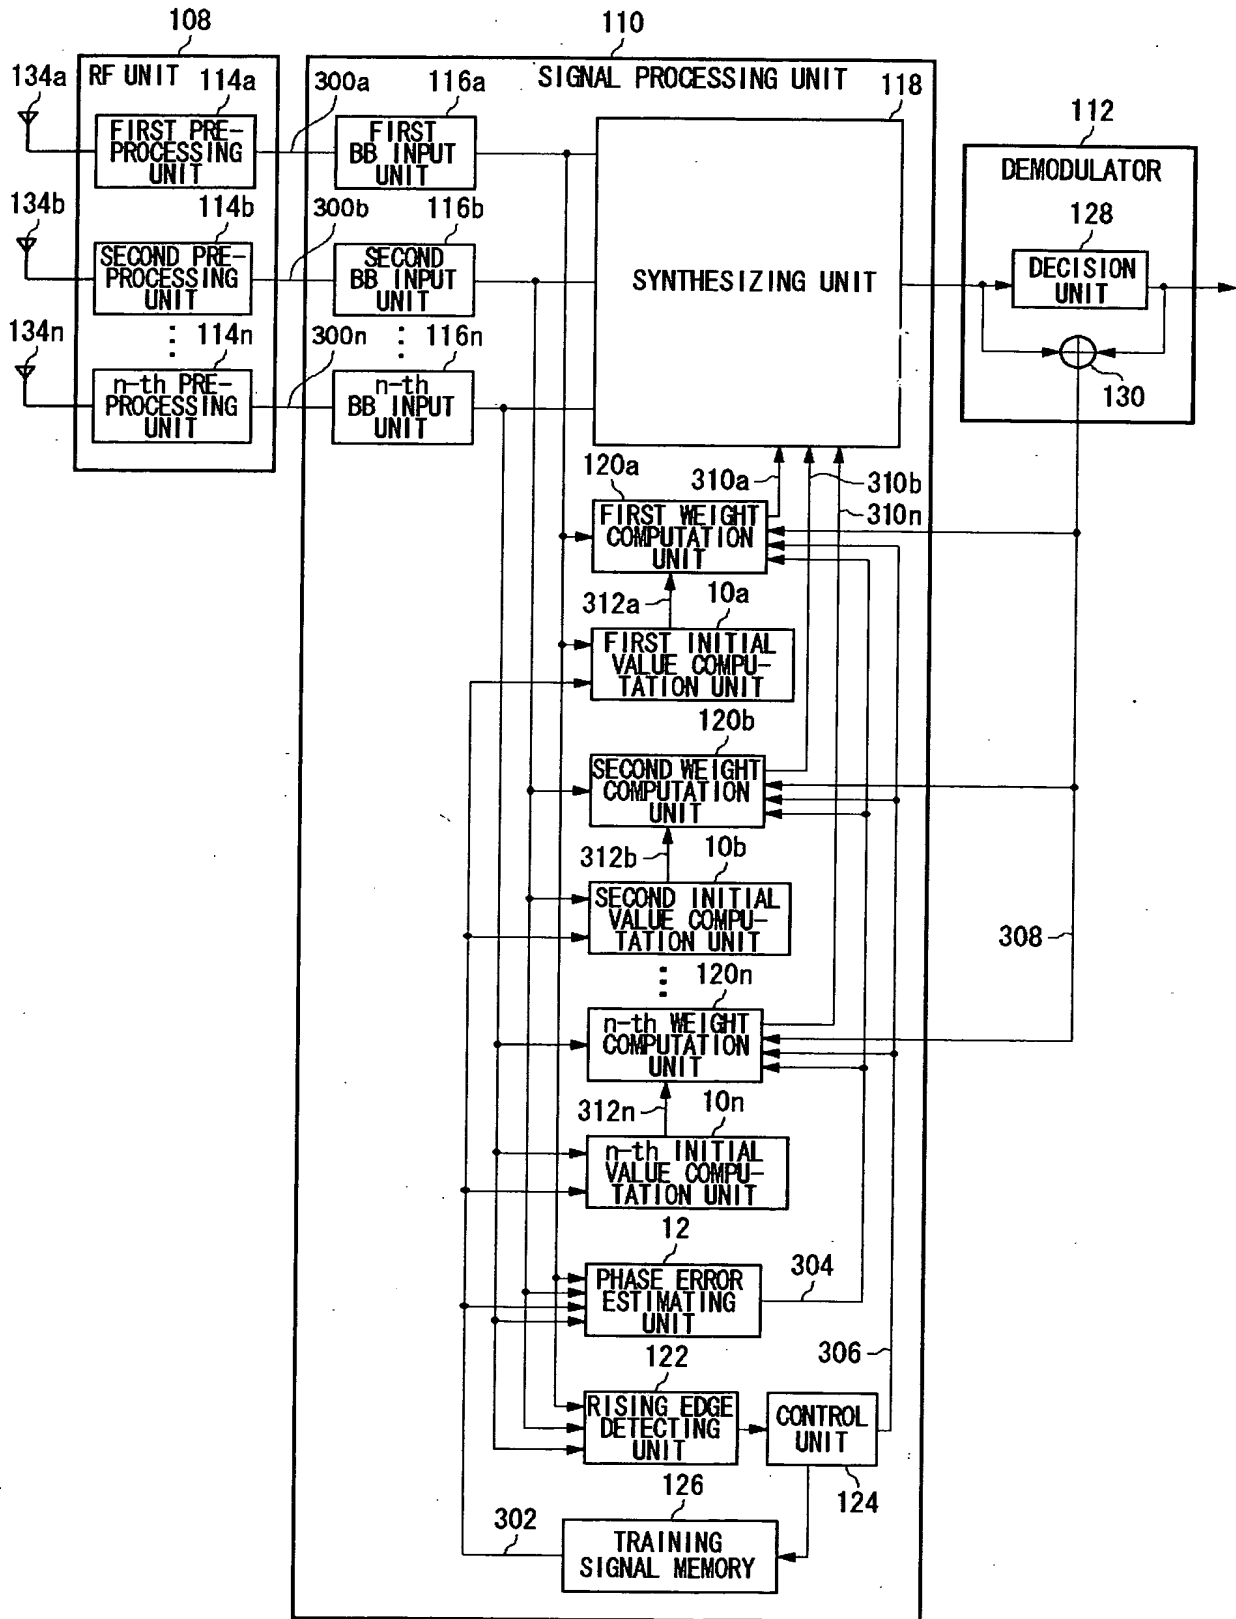 108
110
134a
RF UNIT
114a
300a
116a
SIGNAL PROCESSING UNIT
118
FIRST PRE-
PROCESSING
UNIT
FIRST
BB INPUT
UNIT
112
DEMODULATOR
134b
114b
300b
116b
128
SECOND PRE-
PROCESSING
UNIT
SECOND
BB INPUT
UNIT
SYNTHESIZING UNIT
DECISION
UNIT
134n
114n
300n
116n
n-th PRE-
PROCESSING
UNIT
n-th
BB INPUT
UNIT
130
120a
310a
310b
310n
FIRST WEIGHT
COMPUTATION
UNIT
312a
10a
FIRST INITIAL
VALUE COMPU-
TATION UNIT
120b
SECOND WEIGHT
COMPUTATION
UNIT
312b
10b
SECOND INITIAL
VALUE COMPU-
TATION UNIT
308
120n
n-th WEIGHT
COMPUTATION
UNIT
312n
10n
n-th INITIAL
VALUE COMPU-
TATION UNIT
12
PHASE ERROR
ESTIMATING
UNIT
304
306
122
RISING EDGE
DETECTING
UNIT
CONTROL
UNIT
124
126
302
TRAINING
SIGNAL MEMORY